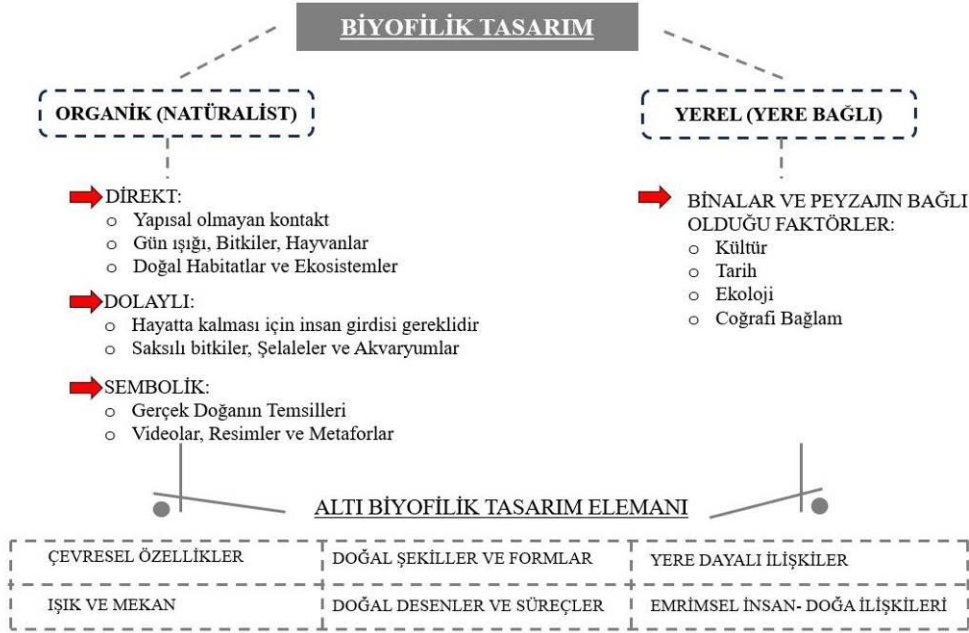 BİYOFİLİK TASARIM
ORGANİK (NATÜRALİST)
DİREKT:
o Yapısal olmayan kontakt
o Gün ışığı, Bitkiler, Hayvanlar
o Doğal Habitatlar ve Ekosistemler
DOLAYLI:
o Hayatta kalması için insan girdisi gereklidir
o Saksılı bitkiler, Şelaleler ve Akvaryumlar
SEMBOLİK:
o Gerçek Doğanın Temsilleri
o Videolar, Resimler ve Metaforlar
YEREL (YERE BAĞLI)
BİNALAR VE PEYZAJIN BAĞLI
OLDUĞU FAKTÖRLER:
o Kültür
o Tarih
o Ekoloji
o Coğrafi Bağlam
ALTI BİYOFİLİK TASARIM ELEMANI
ÇEVRESEL ÖZELLİKLER
DOĞAL ŞEKİLLER VE FORMLAR
YERE DAYALI İLİŞKİLER
IŞIK VE MEKAN
DOĞAL DESENLER VE SÜREÇLER
EMRİMSEL İNSAN- DOĞA İLİŞKİLERİ